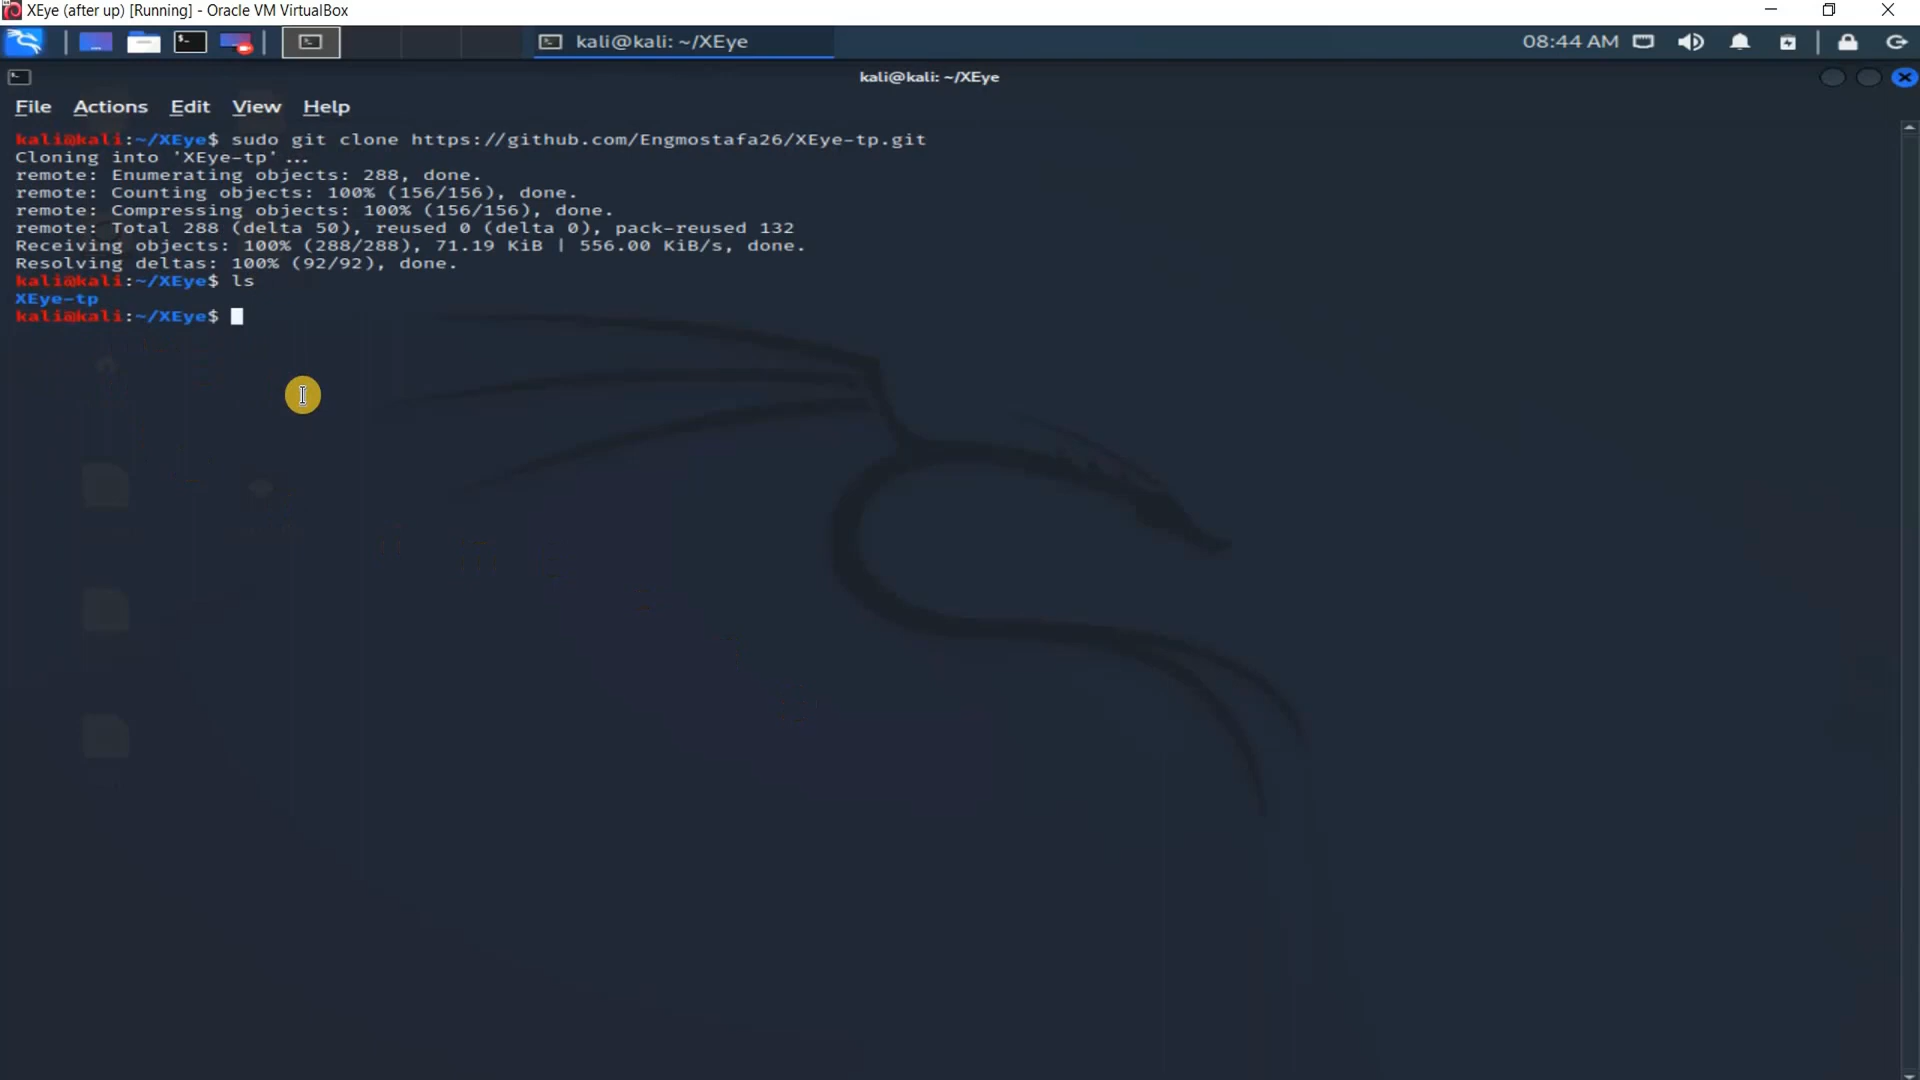 XEye (after up) [Running] - Oracle VM VirtualBox
kali@kali: ~/XEye
08:44 AM
kali@kali: ~/XEye
File Actions Edit View Help
kali@kali:~/XEye$ sudo git clone https://github.com/Engmostafa26/XEye-tp.git
Cloning into 'XEye-tp'...
remote: Enumerating objects: 288, done.
remote: Counting objects: 100% (156/156), done.
remote: Compressing objects: 100% (156/156), done.
remote: Total 288 (delta 50), reused 0 (delta 0), pack-reused 132
Receiving objects: 100% (288/288), 71.19 KiB | 556.00 KiB/s, done.
Resolving deltas: 100% (92/92), done.
kali@kali:~/XEye$ ls
XEye-tp
kali@kali:~/XEye$